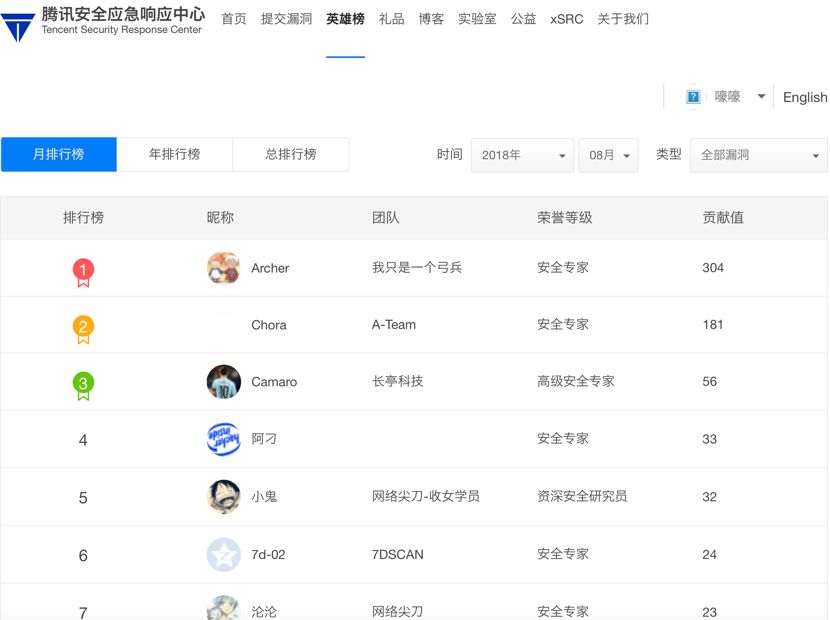 腾讯安全应急响应中心
Tencent Security Response Center
首页 提交漏洞 英雄榜 礼品 博客 实验室 公益 xSRC 关于我们
? 嚎嚎 English
月排行榜 年排行榜 总排行榜 时间 2018年 08月 类型 全部漏洞
排行榜 昵称 团队 荣誉等级 贡献值
1 Archer 我只是一个弓兵 安全专家 304
2 Chora A-Team 安全专家 181
3 Camaro 长亭科技 高级安全专家 56
10
4 阿刁 安全专家 33
hacker inside
5 小鬼 网络尖刀-收女学员 资深安全研究员 32
6 7d-02 7DSCAN 安全专家 24
7 沦沦 网络尖刀 安全专家 23